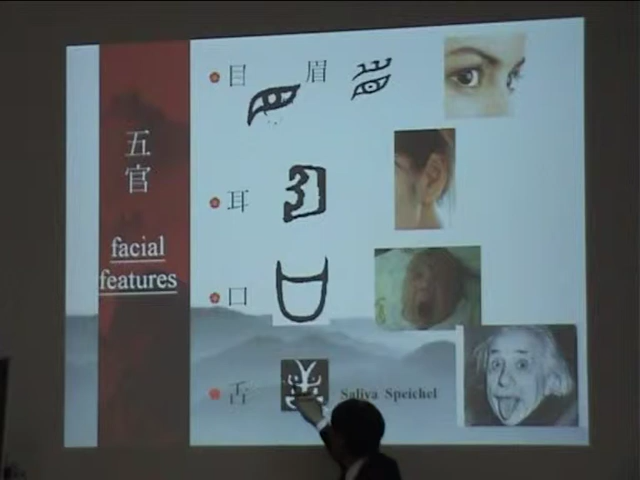 五官
facial
features
目 眉
耳
口
舌 Saliva Speichel